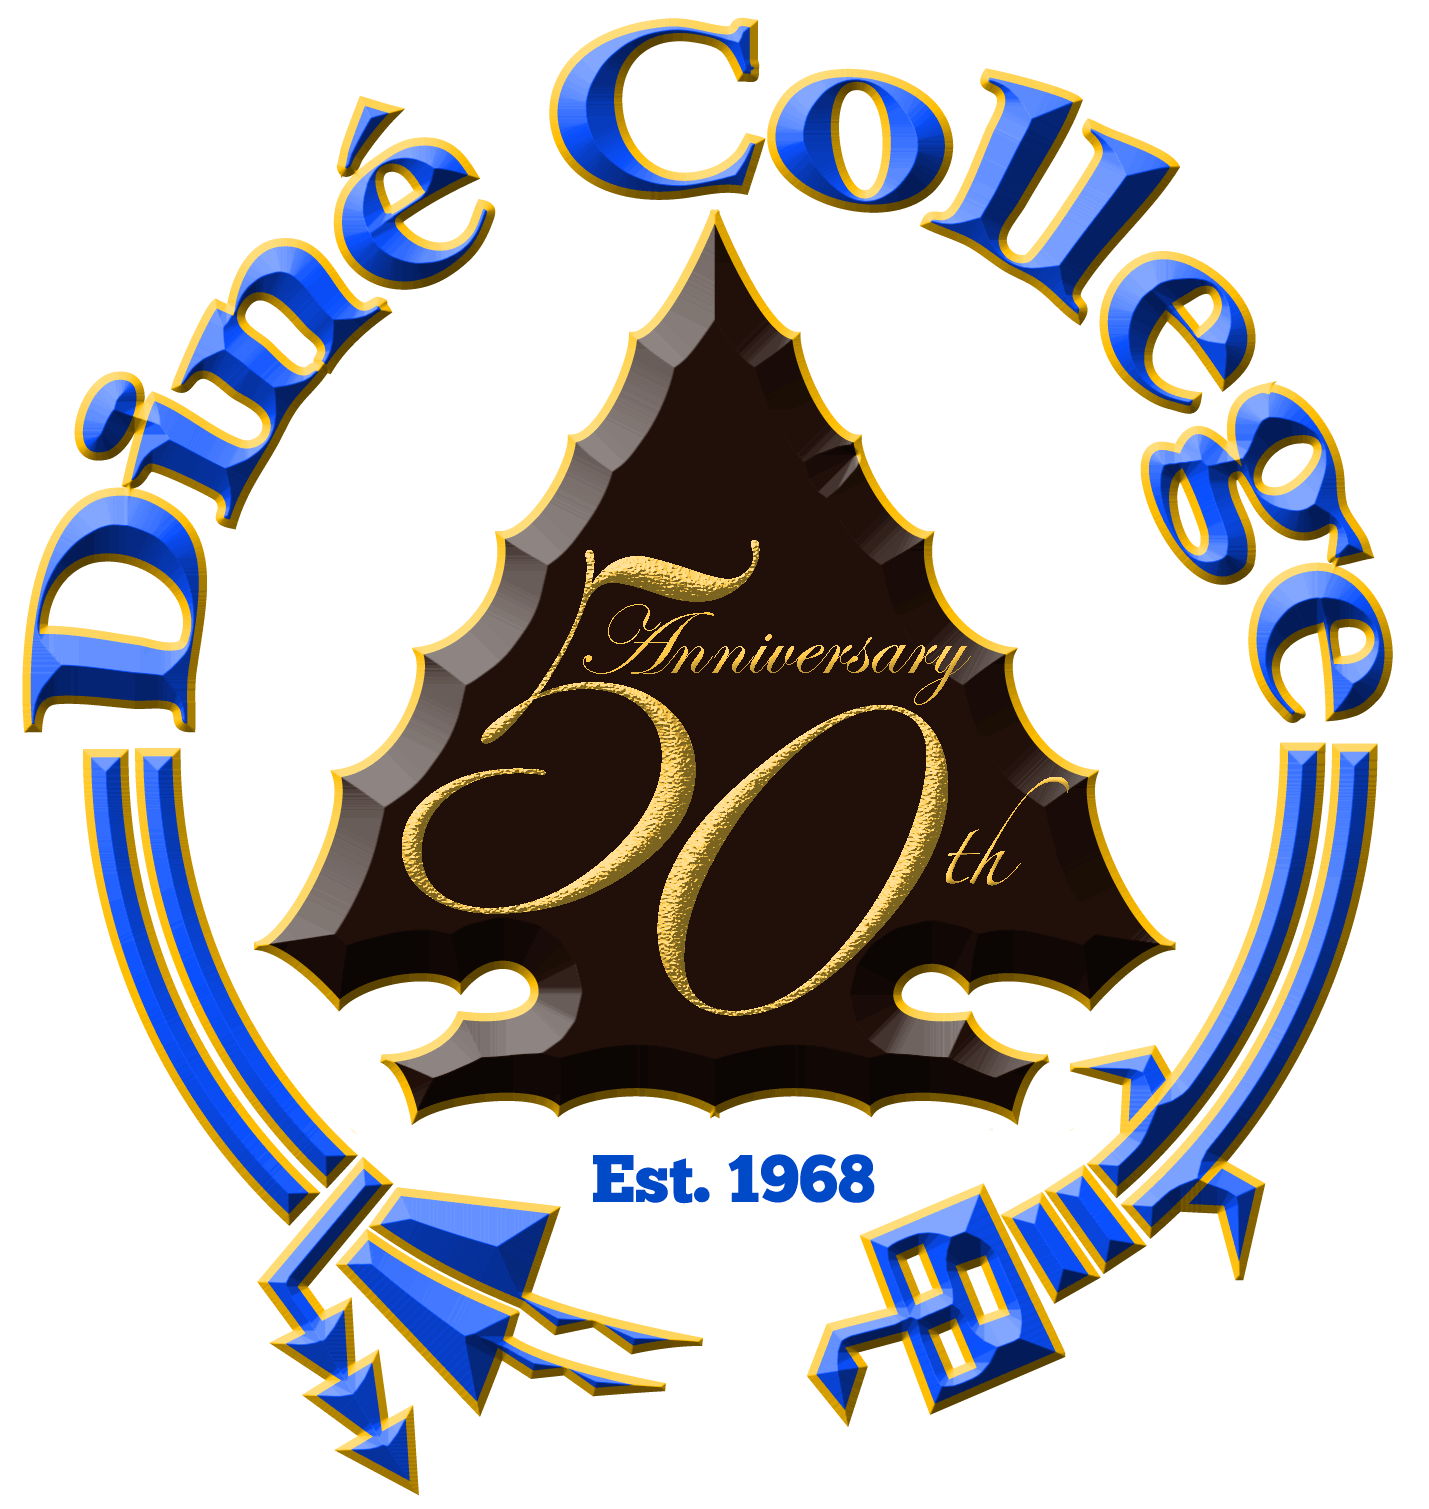 Diné College
Anniversary
50th
Est. 1968